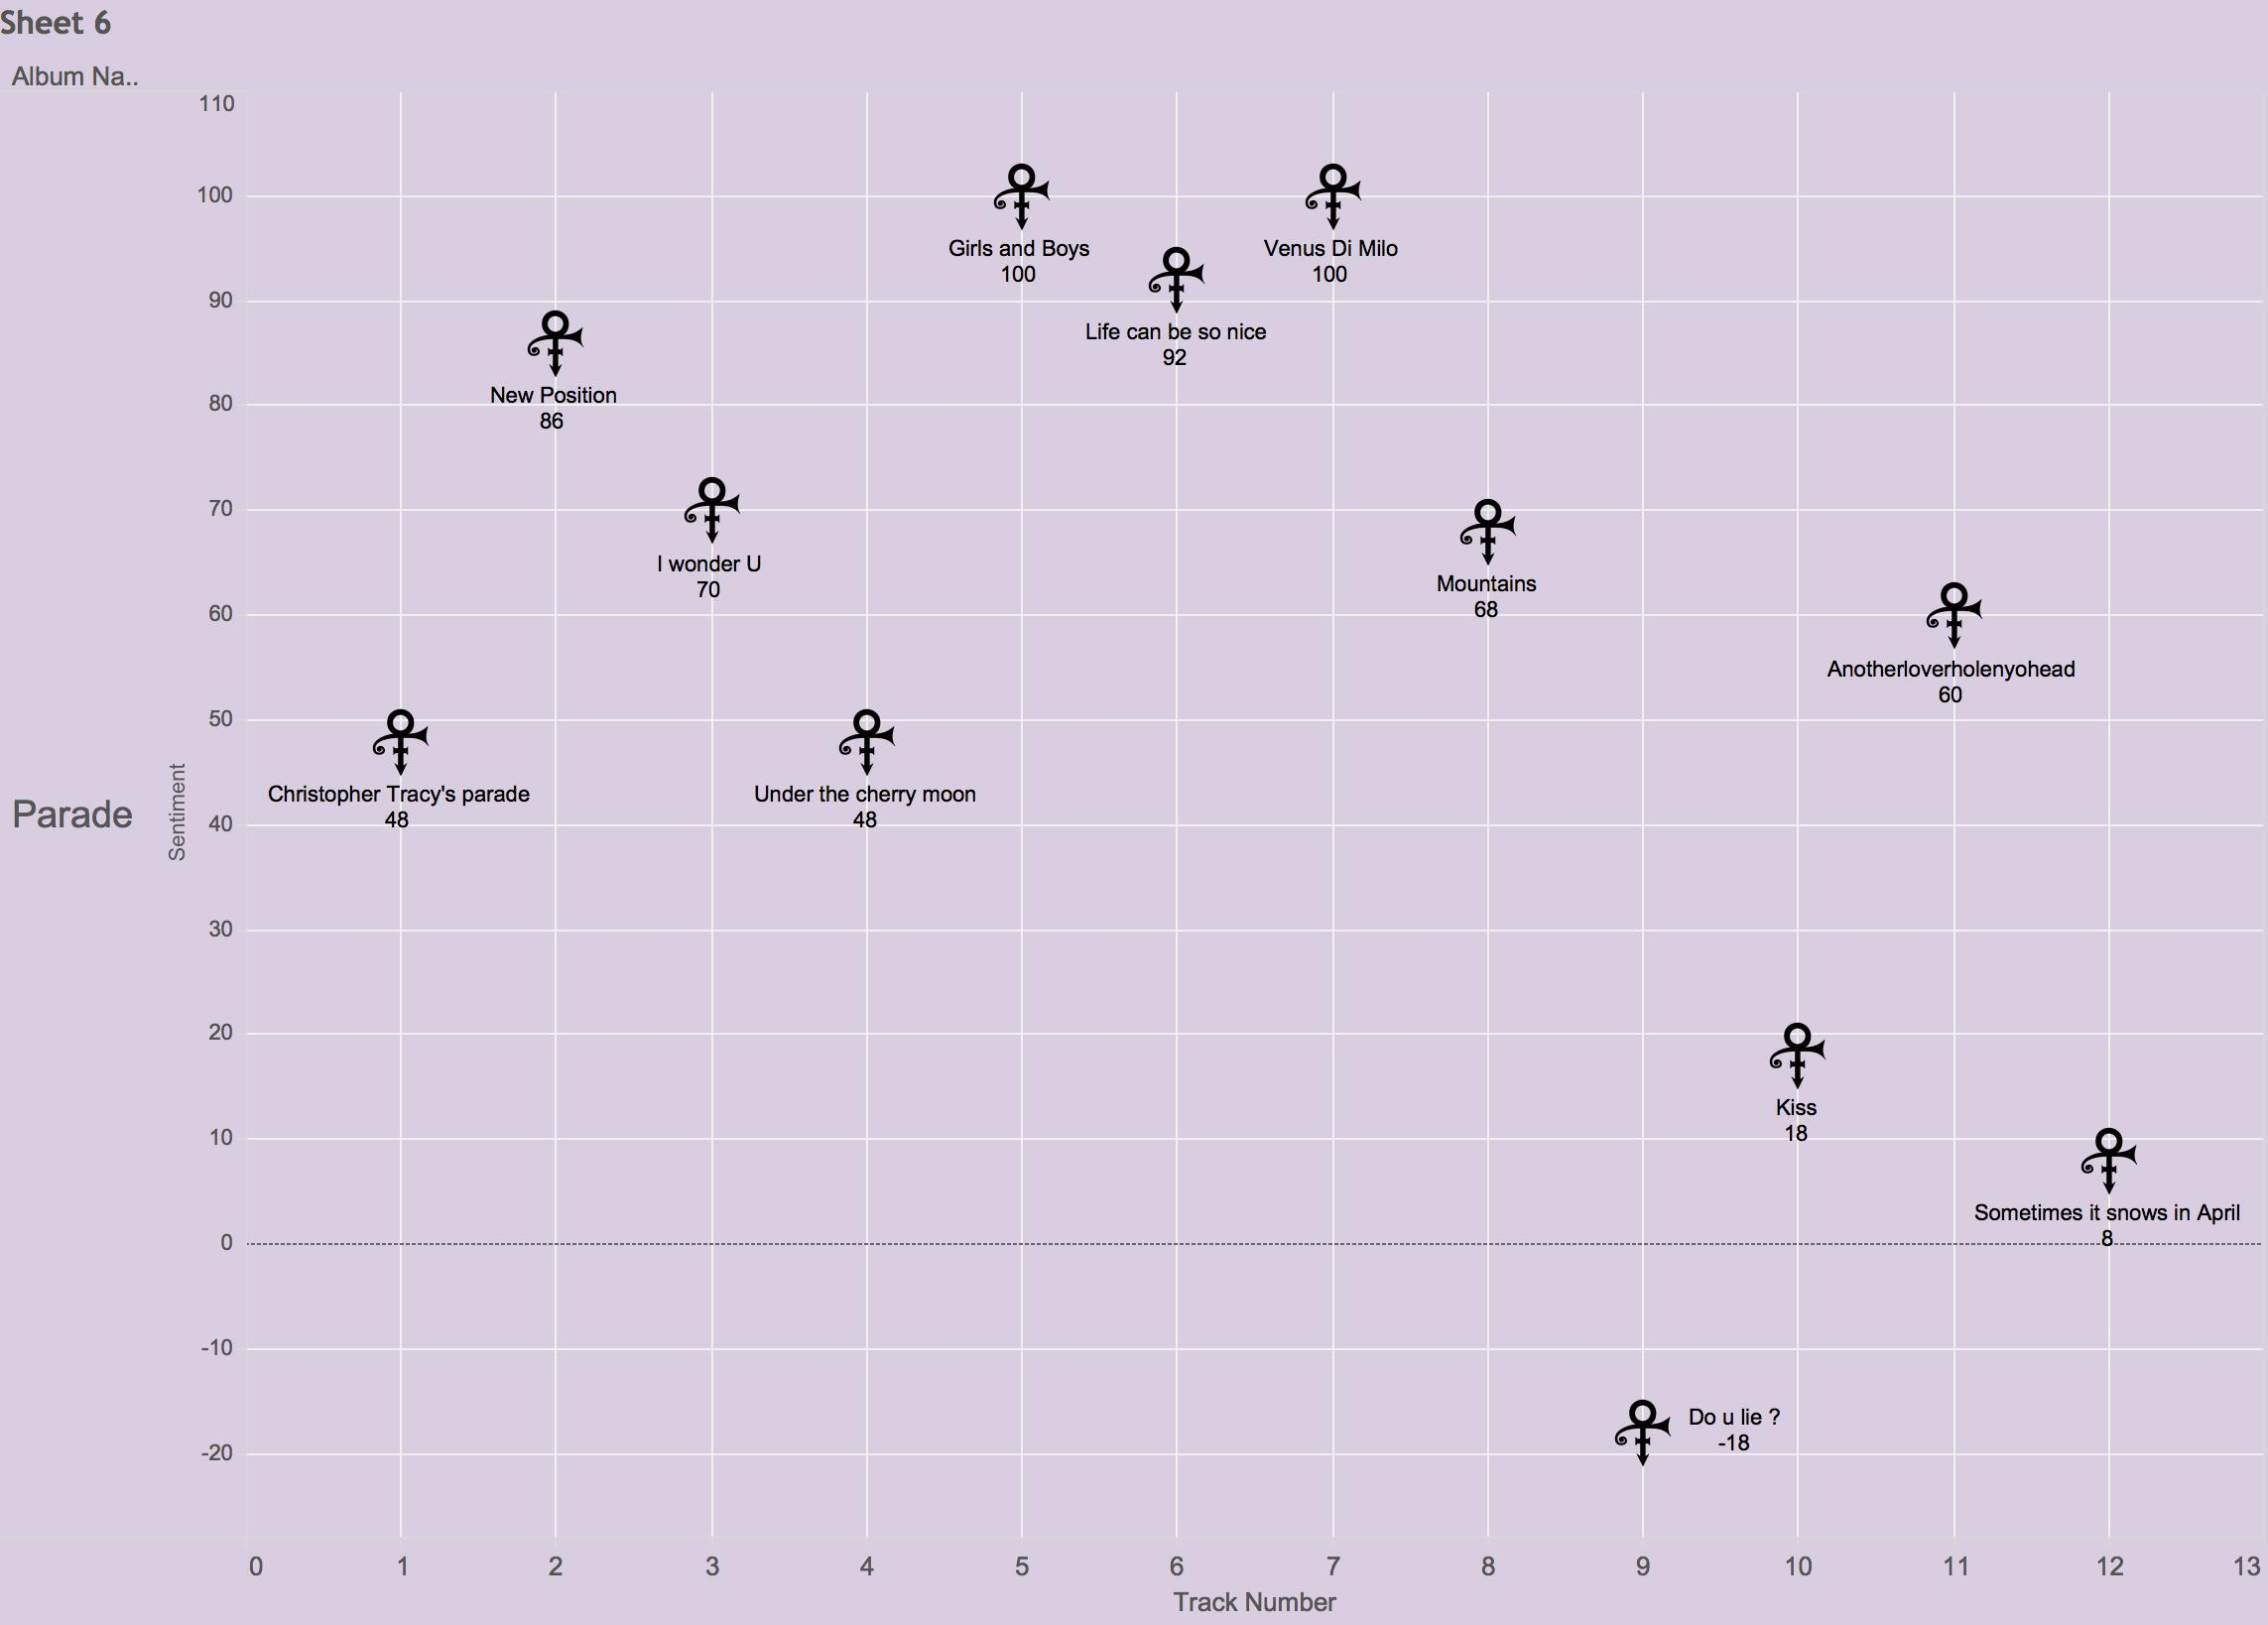 Sheet 6
Album Na..
110
100
Girls and Boys
100
Venus Di Milo
100
90
Life can be so nice
92
New Position
86
80
70
I wonder U
70
Mountains
68
60
Anotherloverholenyohead
60
50
Christopher Tracy's parade
48
Under the cherry moon
48
Parade
Sentiment
40
30
20
Kiss
18
10
Sometimes it snows in April
8
0
-10
Do u lie ?
-18
-20
0 1 2 3 4 5 6 7 8 9 10 11 12 13
Track Number